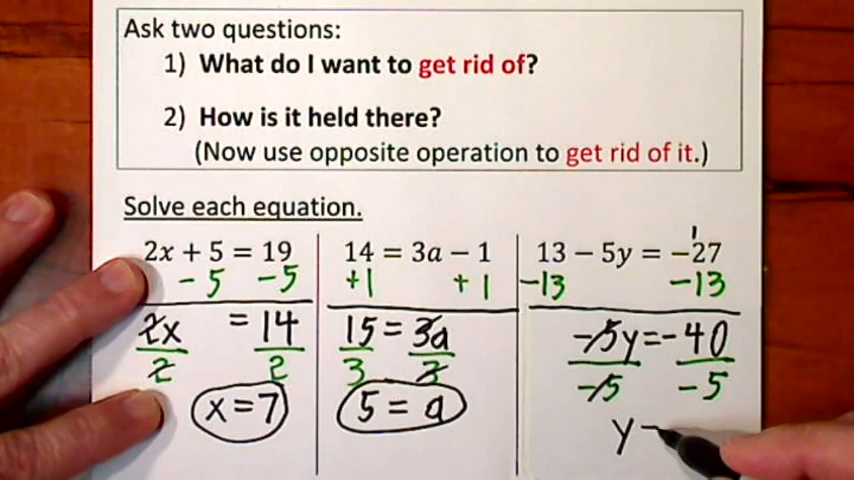 Ask two questions:
1) What do I want to get rid of?
2) How is it held there?
(Now use opposite operation to get rid of it.)
Solve each equation.
2x + 5 = 19
- 5 -5
2x = 14
2 2
x = 7
14 = 3a − 1
+1 +1
15 = 3a
3 3
5 = a
1
13 − 5y = −27
-13 -13
-5y = -40
-5 -5
y =